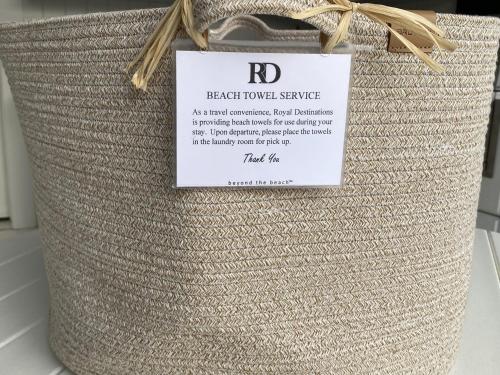 RD
BEACH TOWEL SERVICE
As a travel convenience, Royal Destinations
is providing beach towels for use during your
stay. Upon departure, please place the towels
in the laundry room for pick up.
Thank You
beyond the beach™